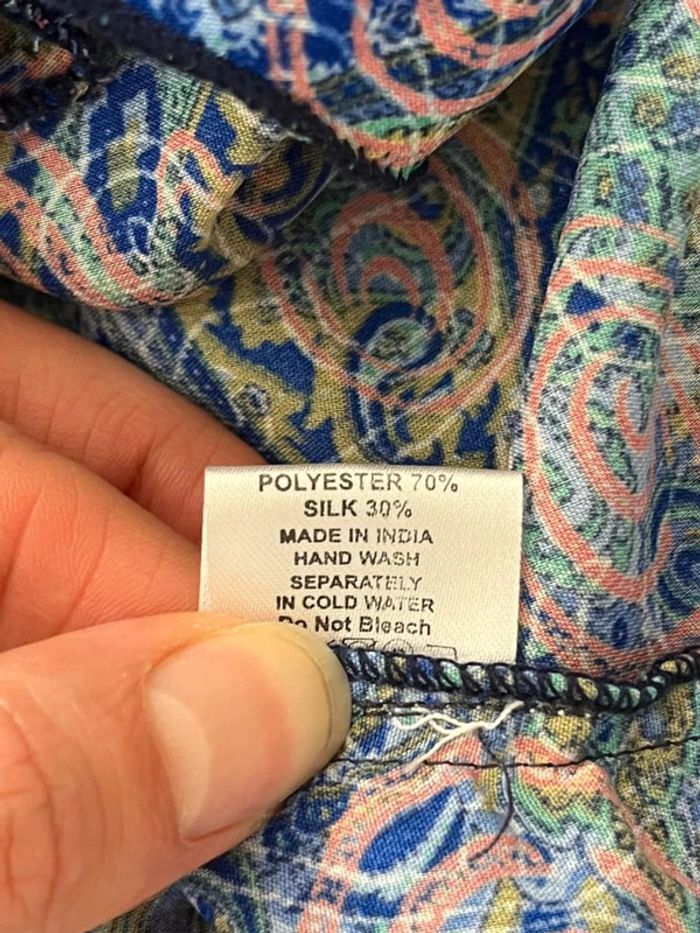 POLYESTER 70%
SILK 30%
MADE IN INDIA
HAND WASH
SEPARATELY
IN COLD WATER
Do Not Bleach